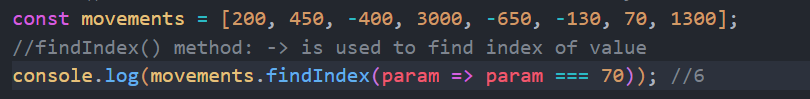 const movements = [200, 450, -400, 3000, -650, -130, 70, 1300];
//findIndex() method: -> is used to find index of value
console.log(movements.findIndex(param => param === 70)); //6